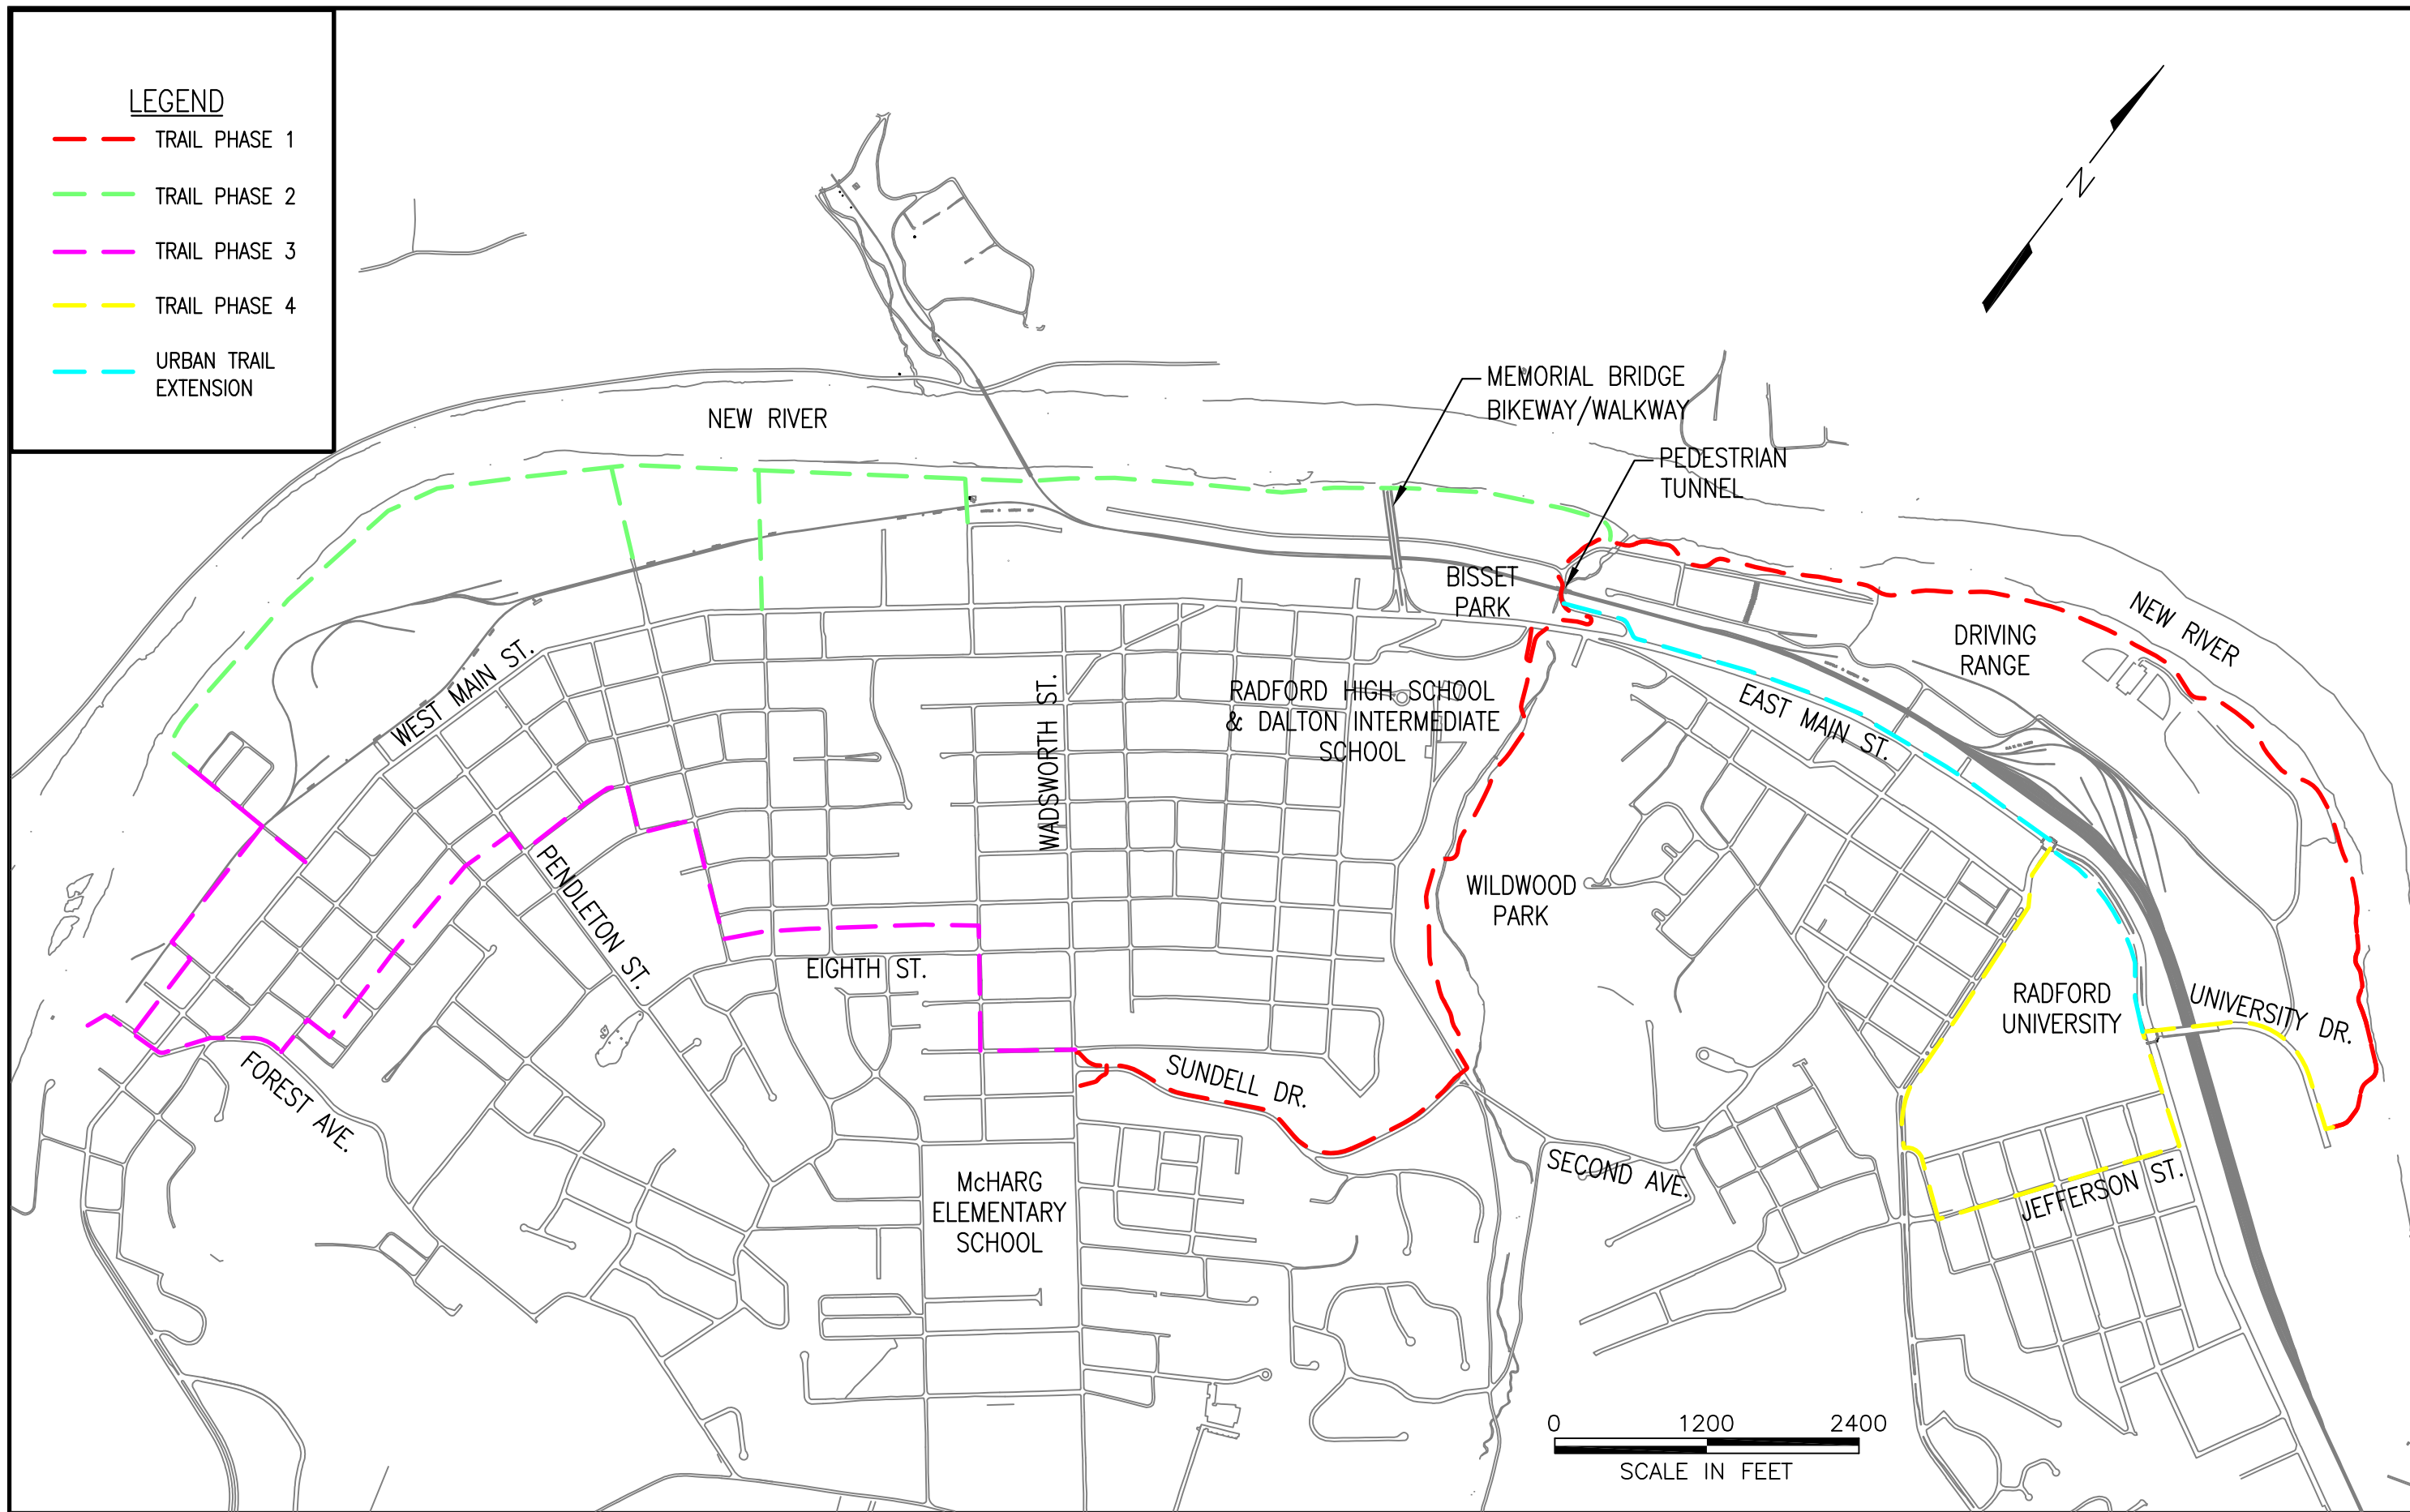 LEGEND
TRAIL PHASE 1
TRAIL PHASE 2
TRAIL PHASE 3
TRAIL PHASE 4
URBAN TRAIL
EXTENSION
N
NEW RIVER
MEMORIAL BRIDGE
BIKEWAY/WALKWAY
PEDESTRIAN
TUNNEL
BISSET
PARK
NEW RIVER
DRIVING
RANGE
WEST MAIN ST.
WADSWORTH ST.
RADFORD HIGH SCHOOL
& DALTON INTERMEDIATE
SCHOOL
EAST MAIN ST.
PENDLETON ST.
WILDWOOD
PARK
EIGHTH ST.
RADFORD
UNIVERSITY
UNIVERSITY DR.
FOREST AVE.
SUNDELL DR.
SECOND AVE.
JEFFERSON ST.
McHARG
ELEMENTARY
SCHOOL
0 1200 2400
SCALE IN FEET